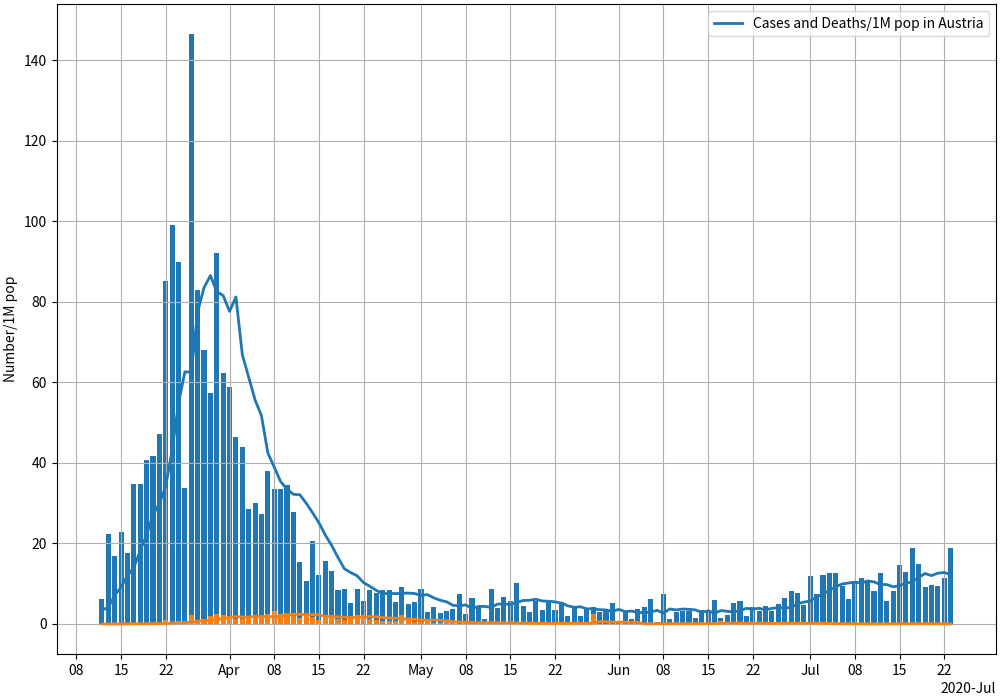 Cases and Deaths/1M pop in Austria
Number/1M pop
140
120
100
80
60
40
20
0
08 15 22 Apr 08 15 22 May 08 15 22 Jun 08 15 22 Jul 08 15 22
2020-Jul